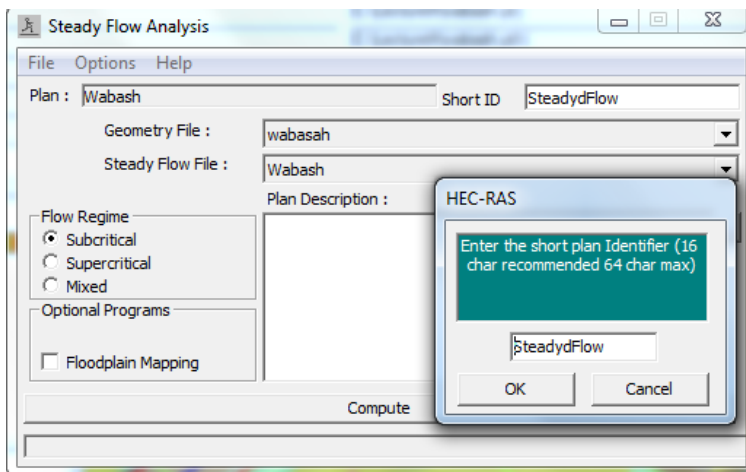 Steady Flow Analysis
File Options Help
Plan : Wabash Short ID SteadydFlow
Geometry File : wabasah
Steady Flow File : Wabash
Plan Description :
Flow Regime
Subcritical
Supercritical
Mixed
Optional Programs
Floodplain Mapping
Compute
HEC-RAS
Enter the short plan Identifier (16
char recommended 64 char max)
SteadydFlow
OK Cancel